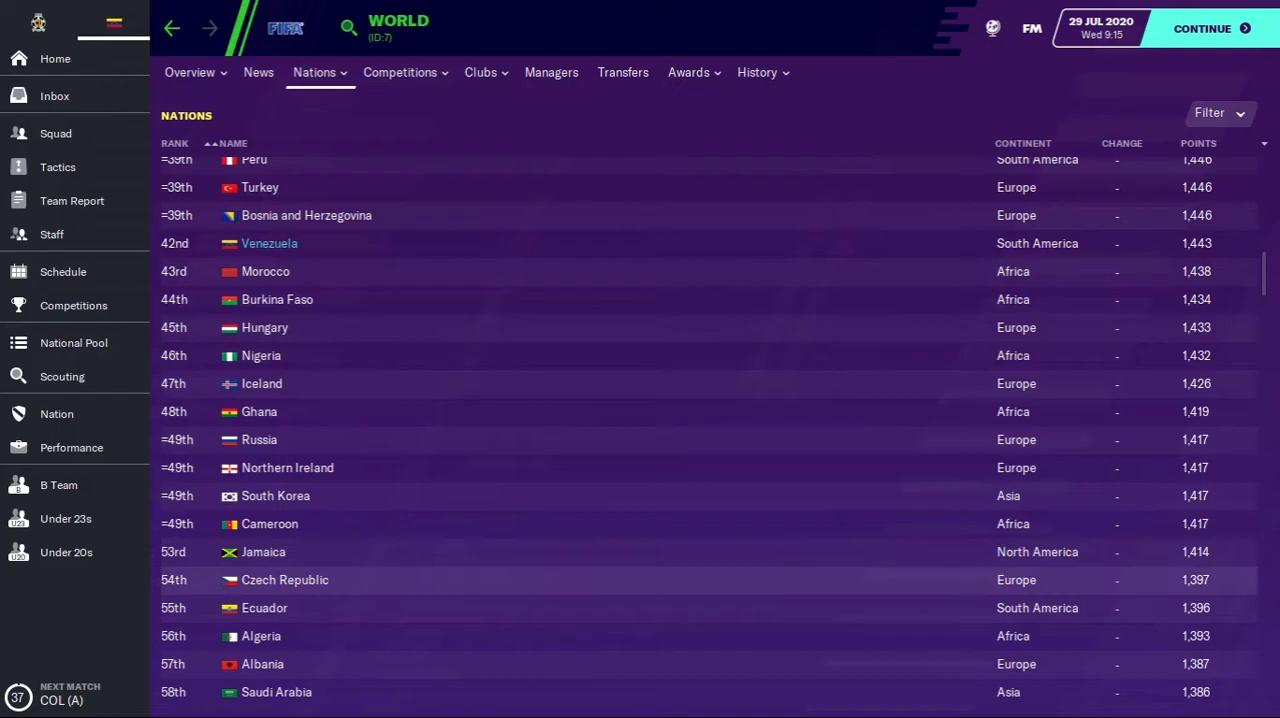 FIFA
WORLD
(ID:7)
FM
29 JUL 2020
Wed 9:15
CONTINUE
Home
Inbox
Squad
Tactics
Team Report
Staff
Schedule
Competitions
National Pool
Scouting
Nation
Performance
B
B Team
U23
Under 23s
U20
Under 20s
37
NEXT MATCH
COL (A)
Overview News Nations Competitions Clubs Managers Transfers Awards History
NATIONS
Filter
RANK NAME CONTINENT CHANGE POINTS
=39th Peru South America - 1,446
=39th Turkey Europe - 1,446
=39th Bosnia and Herzegovina Europe - 1,446
42nd Venezuela South America - 1,443
43rd Morocco Africa - 1,438
44th Burkina Faso Africa - 1,434
45th Hungary Europe - 1,433
46th Nigeria Africa - 1,432
47th Iceland Europe - 1,426
48th Ghana Africa - 1,419
=49th Russia Europe - 1,417
=49th Northern Ireland Europe - 1,417
=49th South Korea Asia - 1,417
=49th Cameroon Africa - 1,417
53rd Jamaica North America - 1,414
54th Czech Republic Europe - 1,397
55th Ecuador South America - 1,396
56th Algeria Africa - 1,393
57th Albania Europe - 1,387
58th Saudi Arabia Asia - 1,386